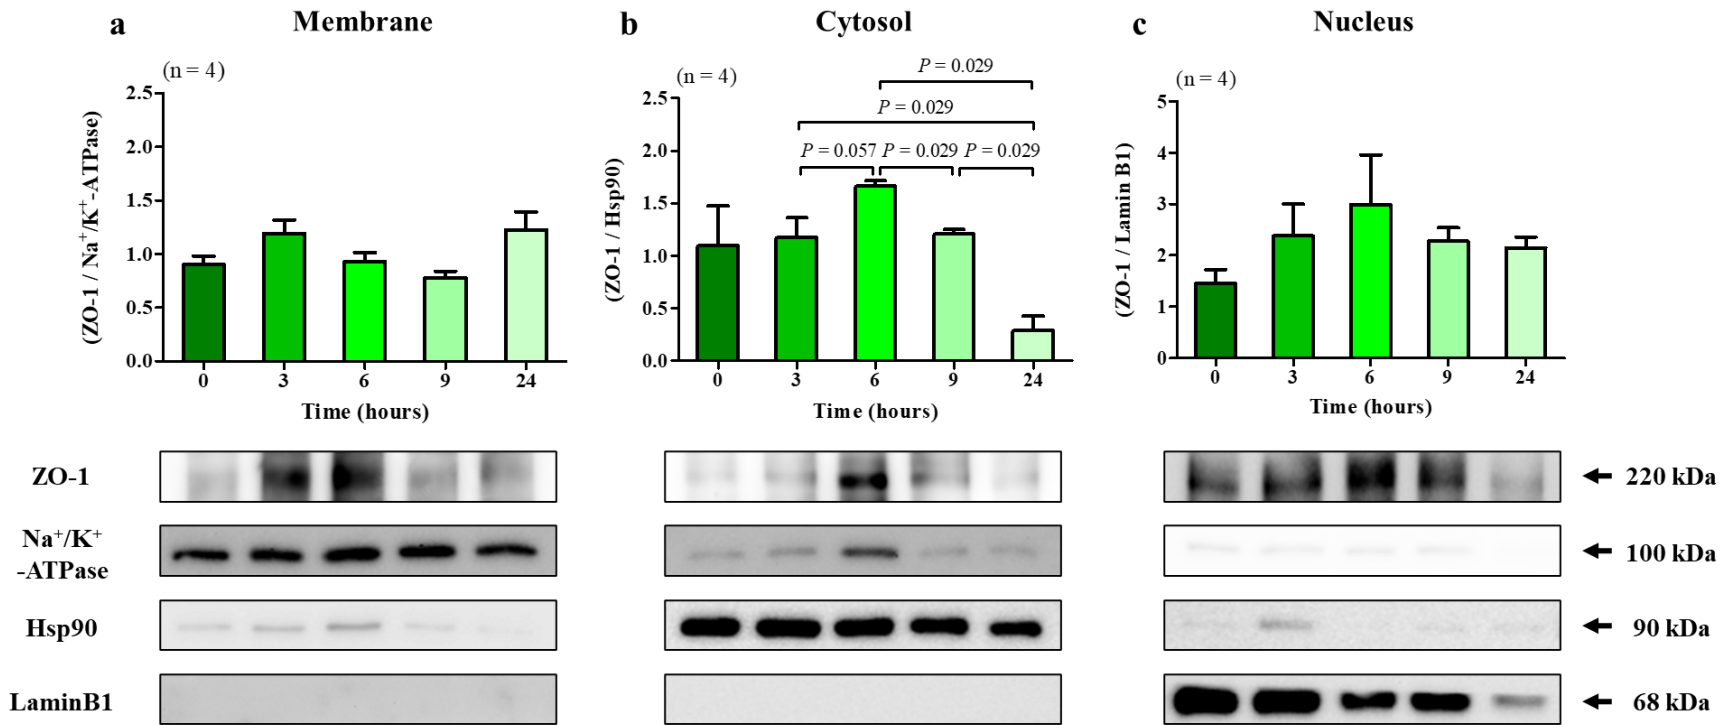 a Membrane
(n = 4)
(ZO-1 / Na⁺/K⁺-ATPase)
2.5
2.0
1.5
1.0
0.5
0.0
0 3 6 9 24
Time (hours)
b Cytosol
(n = 4)
P = 0.029
P = 0.029
P = 0.057 P = 0.029 P = 0.029
(ZO-1 / Hsp90)
2.5
2.0
1.5
1.0
0.5
0.0
0 3 6 9 24
Time (hours)
c Nucleus
(n = 4)
(ZO-1 / Lamin B1)
5
4
3
2
1
0
0 3 6 9 24
Time (hours)
ZO-1 220 kDa
Na⁺/K⁺
-ATPase 100 kDa
Hsp90 90 kDa
LaminB1 68 kDa